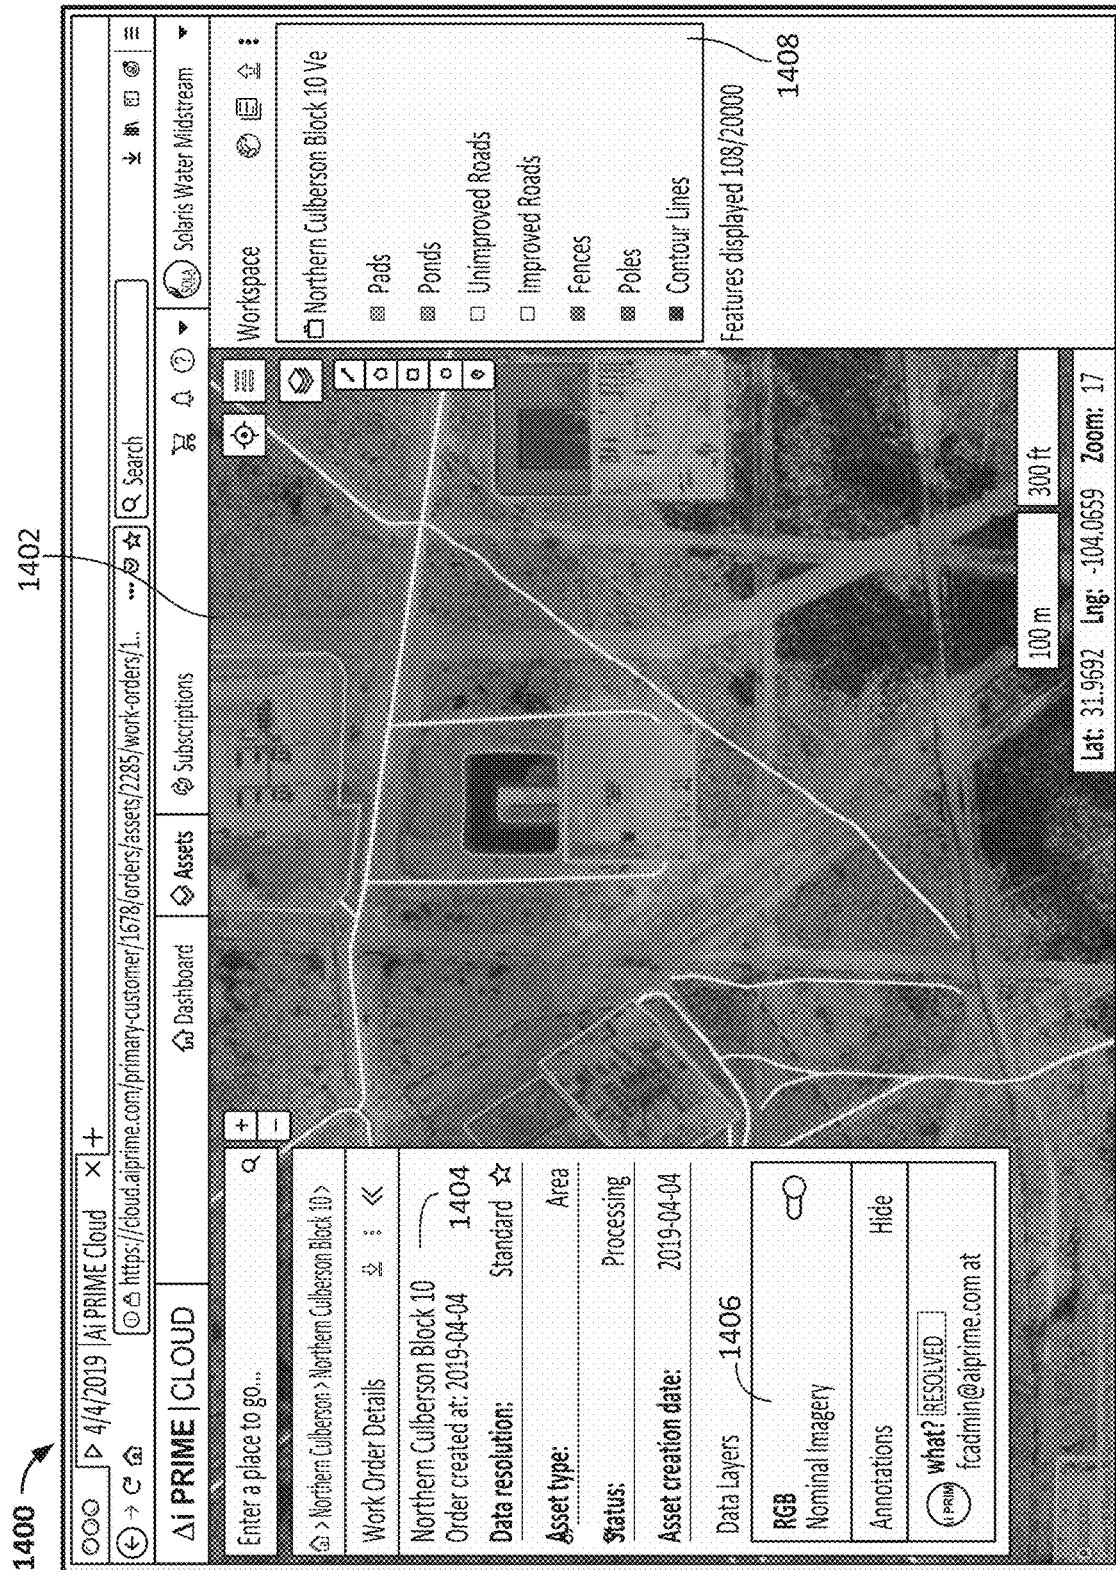 1400
1402
4/4/2019 | Ai PRIME Cloud X +
https://cloud.aiprime.com/primary-customer/1678/orders/assets/2285/work-orders/1..
Search
Ai PRIME | CLOUD
Dashboard
Assets
Subscriptions
Solaris Water Midstream
Enter a place to go...
+
-
> Northern Culberson > Northern Culberson Block 10 >
Work Order Details
Northern Culberson Block 10
Order created at: 2019-04-04
1404
Data resolution: Standard
Asset type: Area
Status: Processing
Asset creation date: 2019-04-04
Data Layers
1406
RGB
Nominal Imagery
Annotations Hide
what? RESOLVED
fcadmin@aiprime.com at
100 m
300 ft
Lat: 31.9692 Lng: -104.0659 Zoom: 17
Workspace
Northern Culberson Block 10 Ve
Pads
Ponds
Unimproved Roads
Improved Roads
Fences
Poles
Contour Lines
1408
Features displayed 108/20000